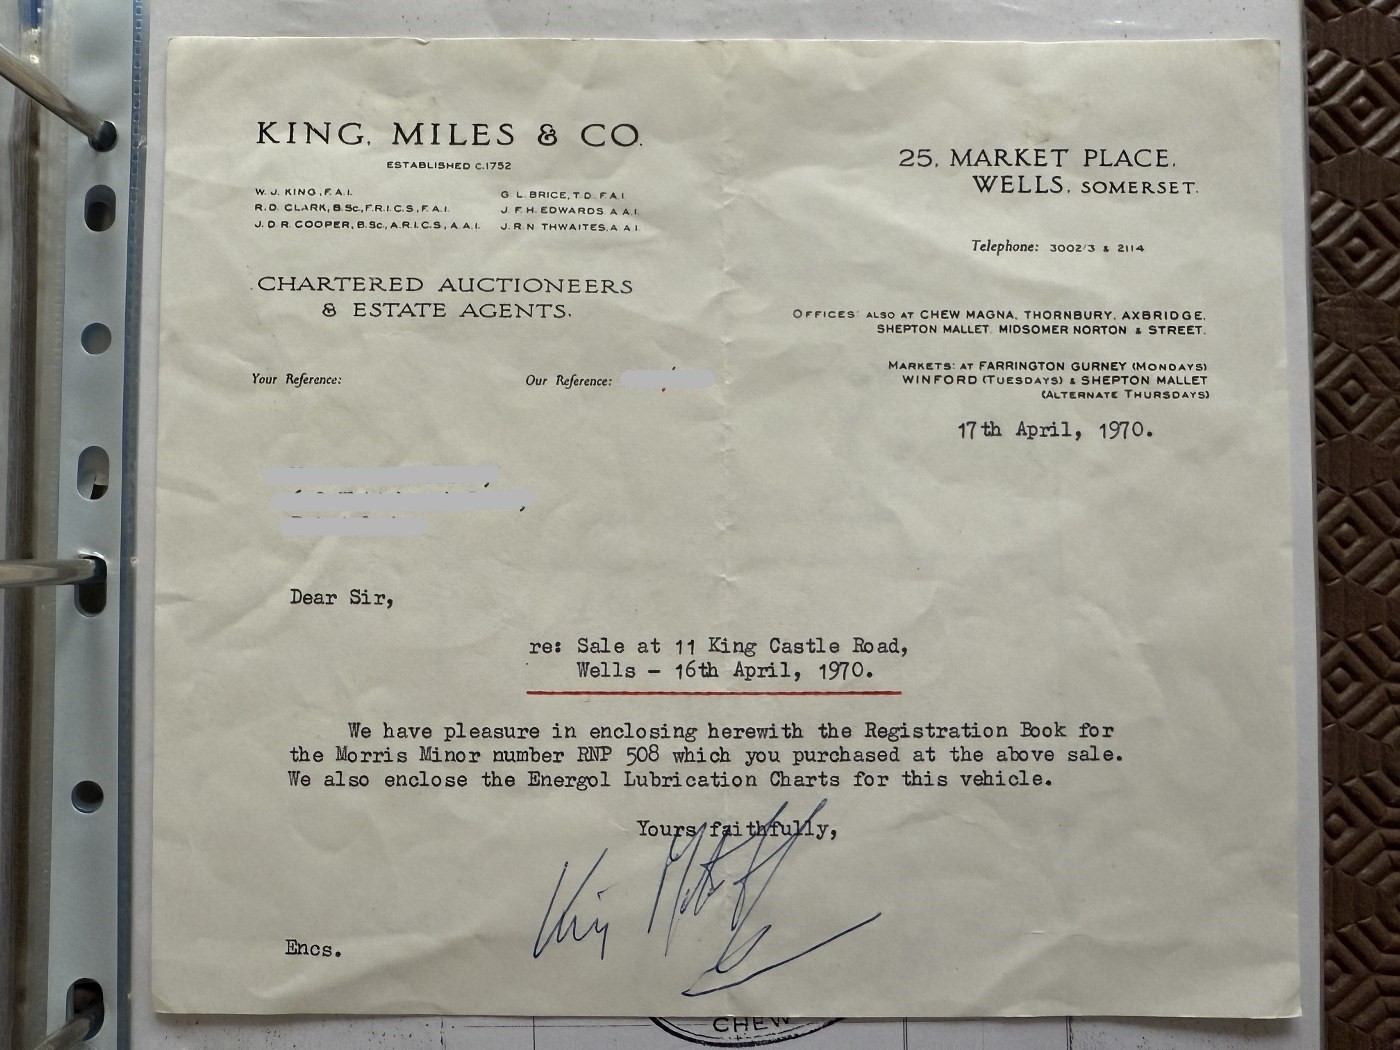 KING, MILES & CO.
ESTABLISHED C.1752
W. J. KING, F.A.I.
R.D. CLARK, B.Sc., F.R.I.C.S., F.A.I.
J.D.R. COOPER, B.Sc., A.R.I.C.S., A.A.I.
G. L. BRICE, T.D. F.A.I.
J. F. H. EDWARDS A.A.I.
J. R. N. THWAITES, A.A.I.
CHARTERED AUCTIONEERS
& ESTATE AGENTS.
25, MARKET PLACE,
WELLS, SOMERSET.
Telephone: 3002/3 & 2114
OFFICES ALSO AT CHEW MAGNA, THORNBURY, AXBRIDGE,
SHEPTON MALLET, MIDSOMER NORTON & STREET.
MARKETS: AT FARRINGTON GURNEY (MONDAYS)
WINFORD (TUESDAYS) & SHEPTON MALLET
(ALTERNATE THURSDAYS)
Your Reference:
Our Reference:
17th April, 1970.
Dear Sir,
re: Sale at 11 King Castle Road,
Wells - 16th April, 1970.
We have pleasure in enclosing herewith the Registration Book for
the Morris Minor number RNP 508 which you purchased at the above sale.
We also enclose the Energol Lubrication Charts for this vehicle.
Yours faithfully,
King
Encs.
CHEW